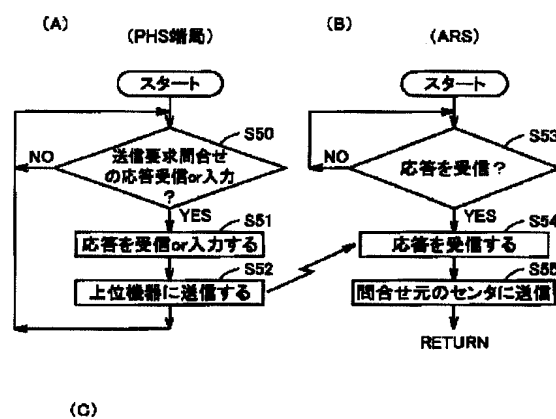 (A)
(PHS端局)
スタート
S50
送信要求問合せ
の応答受信or入力
?
NO
YES
S51
応答を受信or入力する
S52
上位機器に送信する
(B)
(ARS)
スタート
S53
応答を受信?
NO
YES
S54
応答を受信する
S55
問合せ元のセンタに送信
RETURN
(C)